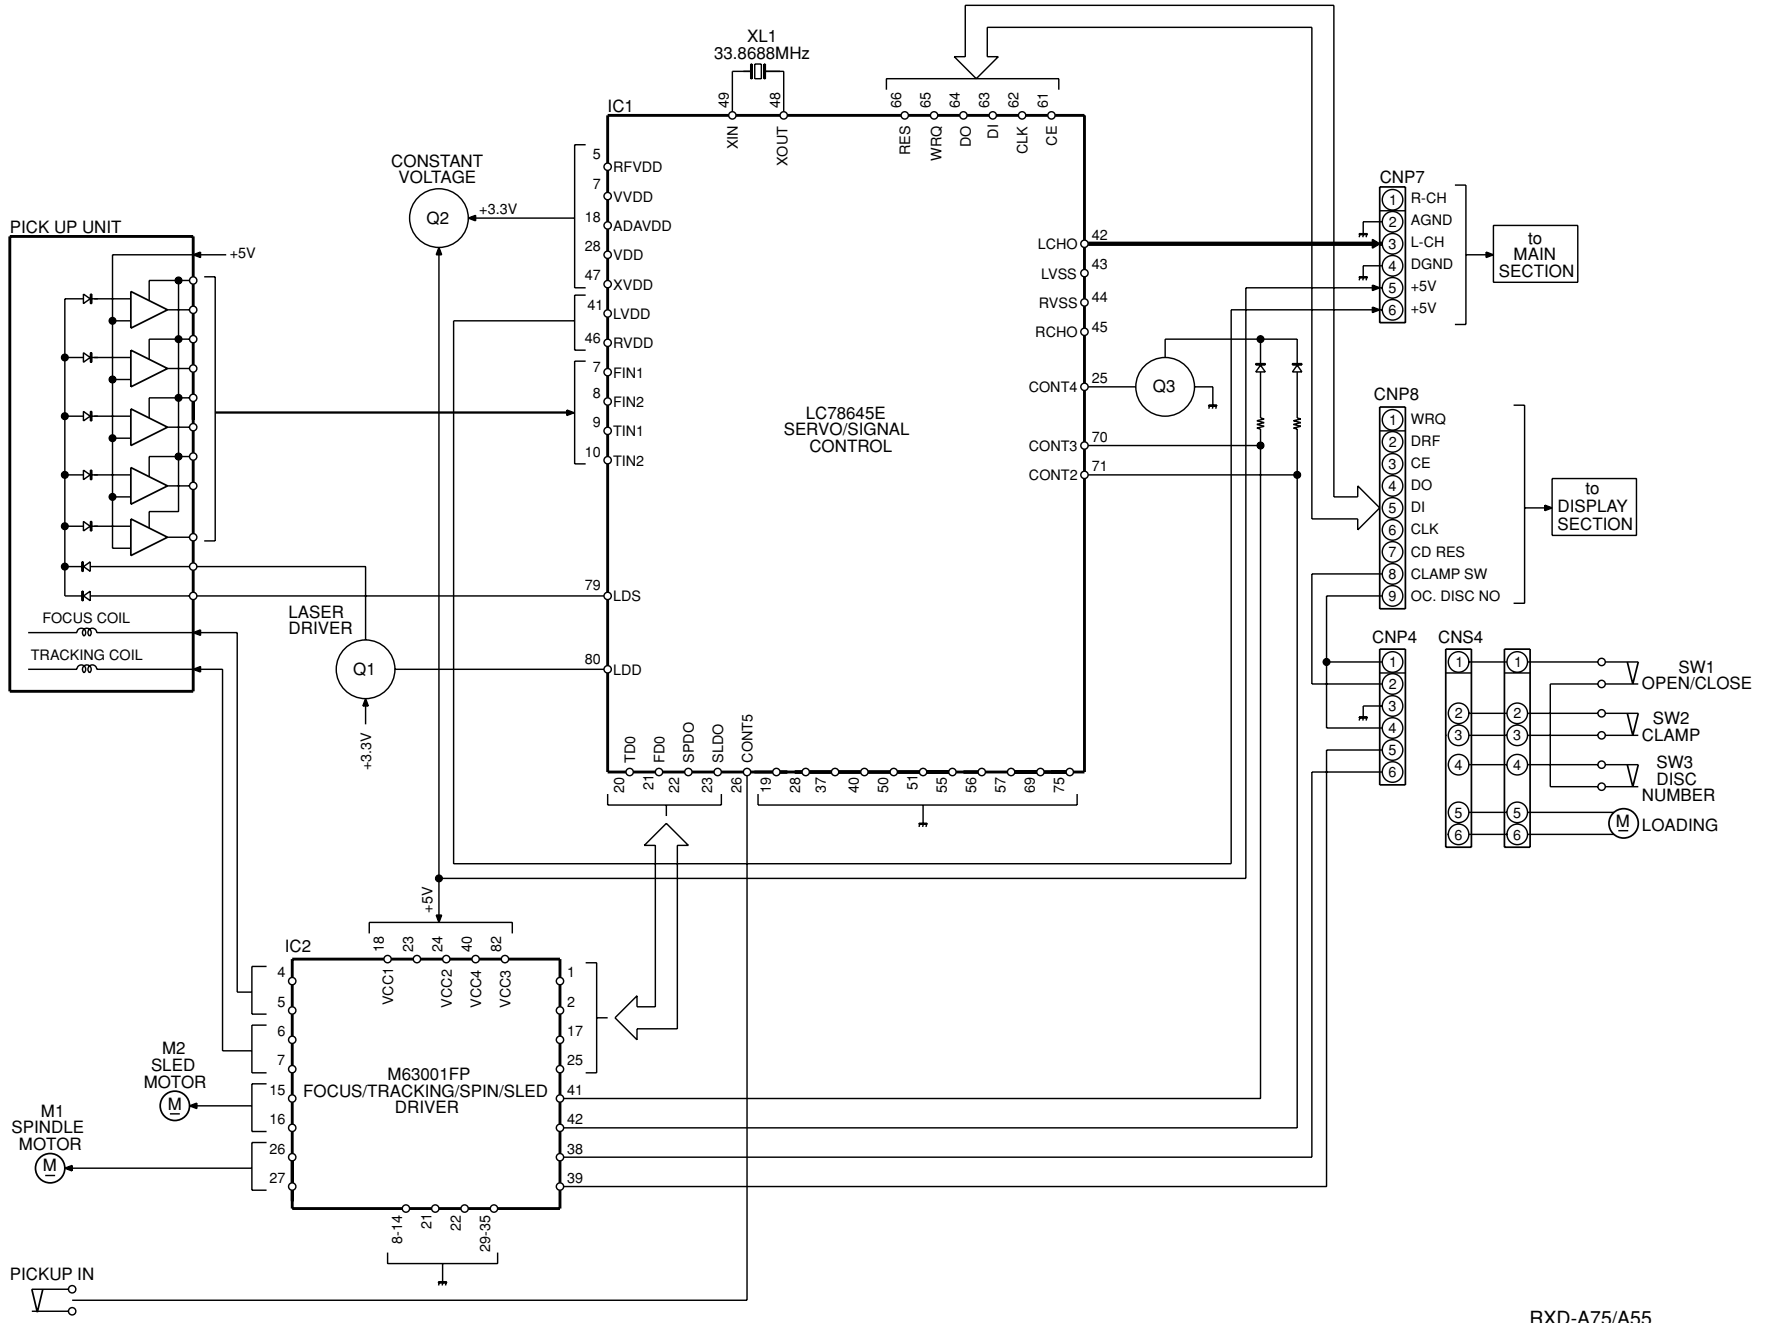 XL1
33.8688MHz
49
48
XIN
XOUT
66
65
64
63
62
61
RES
WRQ
DO
DI
CLK
CE
IC1
CONSTANT
VOLTAGE
Q2
+3.3V
5
RFVDD
7
VVDD
18
ADAVDD
28
VDD
47
XVDD
41
LVDD
46
RVDD
7
FIN1
8
FIN2
9
TIN1
10
TIN2
79
LDS
80
LDD
LC78645E
SERVO/SIGNAL
CONTROL
LCHO
42
LVSS
43
RVSS
44
RCHO
45
CONT4
25
Q3
CONT3
70
CONT2
71
TD0
FD0
SPDO
SLDO
CONT5
20
21
22
23
26
19
28
37
40
50
51
55
56
57
69
75
PICK UP UNIT
+5V
FOCUS COIL
TRACKING COIL
LASER
DRIVER
Q1
+3.3V
CNP7
1 R-CH
2 AGND
3 L-CH
4 DGND
5 +5V
6 +5V
to
MAIN
SECTION
CNP8
1 WRQ
2 DRF
3 CE
4 DO
5 DI
6 CLK
7 CD RES
8 CLAMP SW
9 OC. DISC NO
to
DISPLAY
SECTION
CNP4
1
2
3
4
5
6
CNS4
1 1
2 2
3 3
4 4
5 5
6 6
SW1
OPEN/CLOSE
SW2
CLAMP
SW3
DISC
NUMBER
M LOADING
+5V
IC2
18
23
24
40
82
VCC1
VCC2
VCC4
VCC3
4
5
6
7
15
16
26
27
1
2
17
25
41
42
38
39
M63001FP
FOCUS/TRACKING/SPIN/SLED
DRIVER
8-14
21
22
29-35
M2
SLED
MOTOR
M
M1
SPINDLE
MOTOR
M
PICKUP IN
RXD-A75/A55